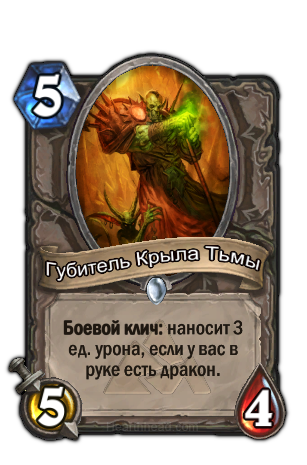 5
Губитель Крыла Тьмы
Боевой клич: наносит 3
ед. урона, если у вас в
руке есть дракон.
5
4